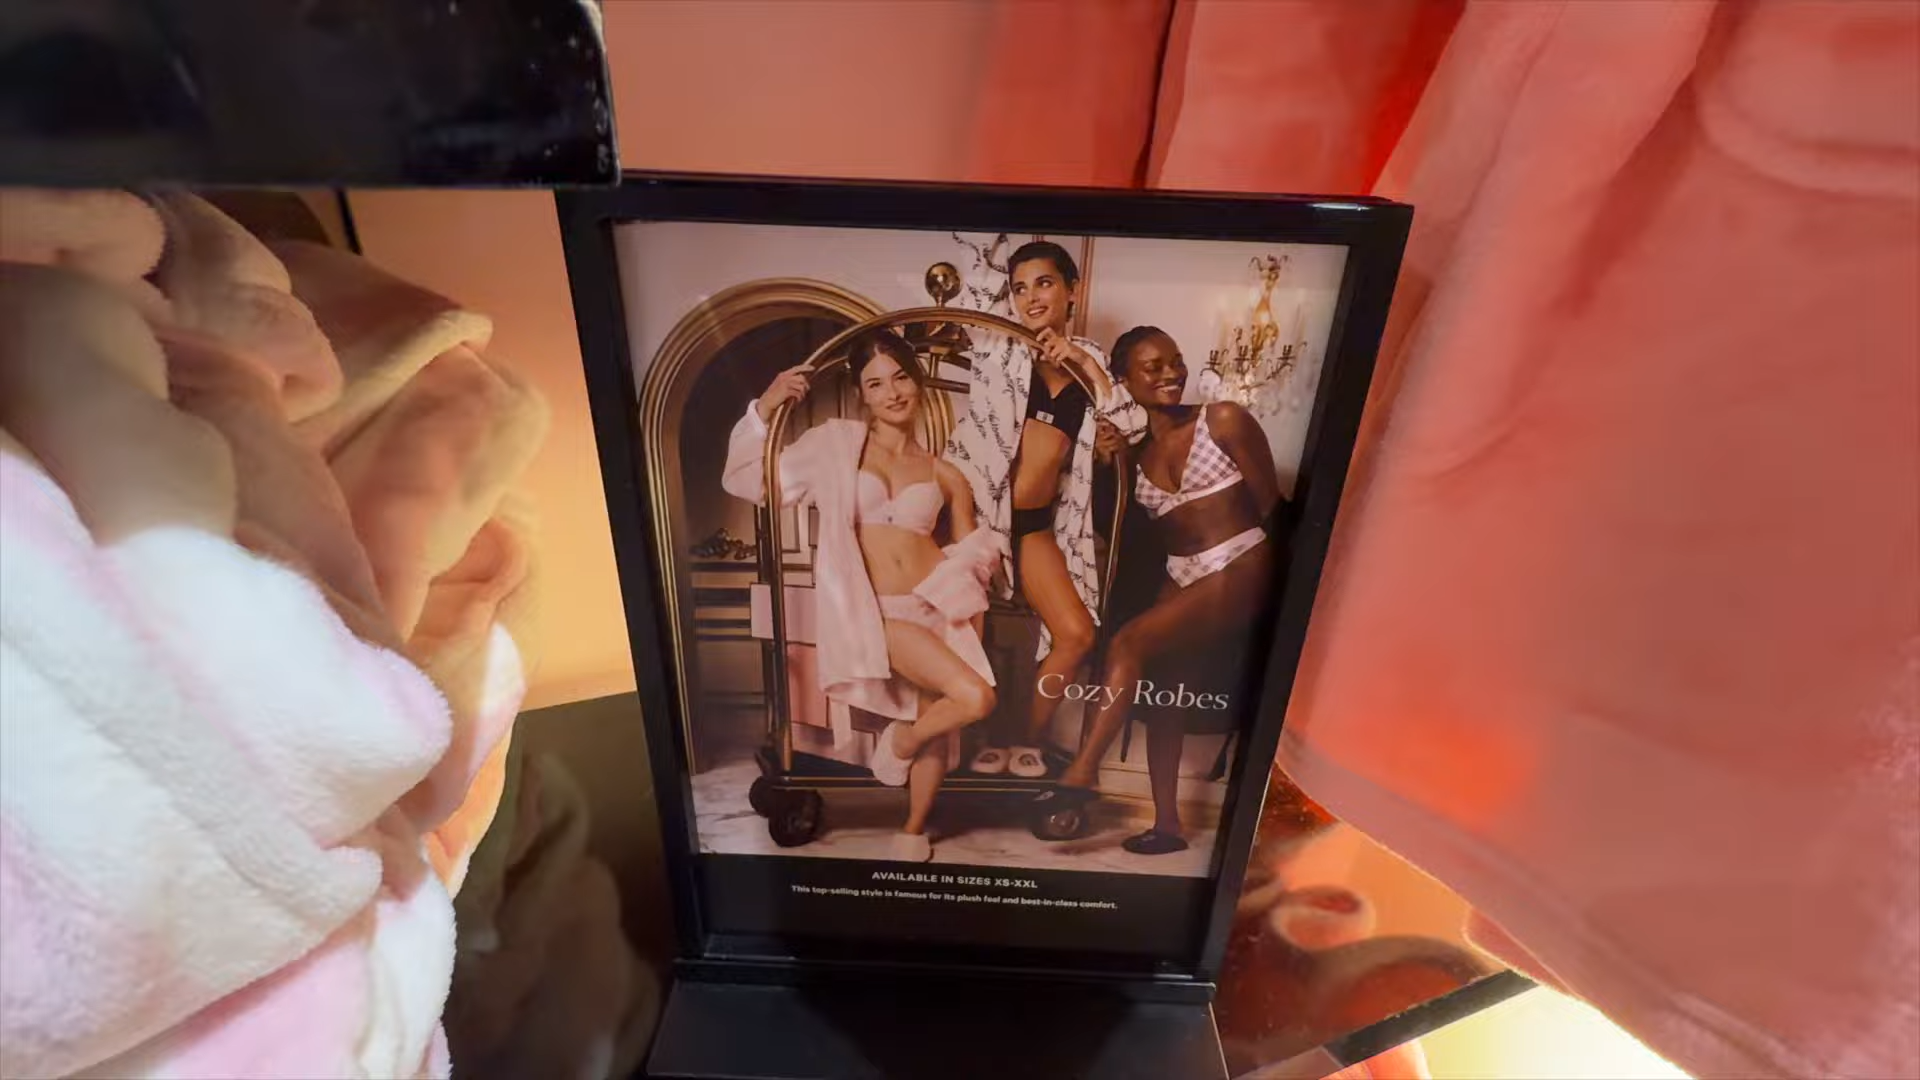 Cozy Robes
AVAILABLE IN SIZES XS-XXL
This top-selling style is famous for its plush feel and best-in-class comfort.